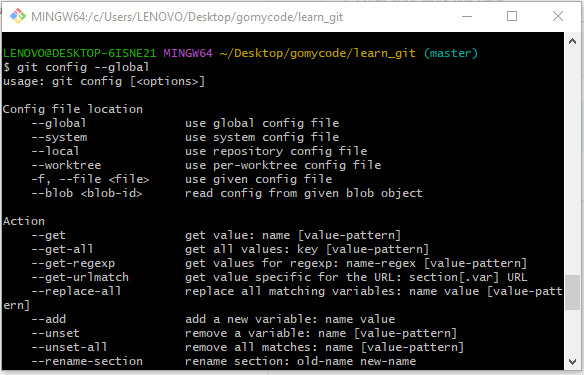 MINGW64:/c/Users/LENOVO/Desktop/gomycode/learn_git
LENOVO@DESKTOP-6ISNE21 MINGW64 ~/Desktop/gomycode/learn_git (master)
$ git config --global
usage: git config [<options>]
Config file location
--global use global config file
--system use system config file
--local use repository config file
--worktree use per-worktree config file
-f, --file <file> use given config file
--blob <blob-id> read config from given blob object
Action
--get get value: name [value-pattern]
--get-all get all values: key [value-pattern]
--get-regexp get values for regexp: name-regex [value-pattern]
--get-urlmatch get value specific for the URL: section[.var] URL
--replace-all replace all matching variables: name value [value-patt
ern]
--add add a new variable: name value
--unset remove a variable: name [value-pattern]
--unset-all remove all matches: name [value-pattern]
--rename-section rename section: old-name new-name